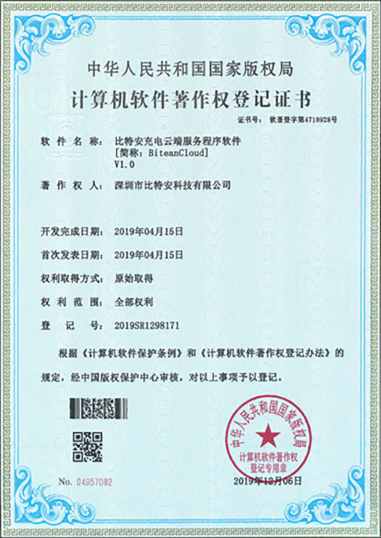 中华人民共和国国家版权局
计算机软件著作权登记证书
证书号： 软著登字第4718928号
软件名称： 比特安充电云端服务程序软件
[简称：BiteanCloud]
V1.0
著作权人： 深圳市比特安科技有限公司
开发完成日期： 2019年04月15日
首次发表日期： 2019年04月15日
权利取得方式： 原始取得
权利范围： 全部权利
登记号： 2019SR1298171
根据《计算机软件保护条例》和《计算机软件著作权登记办法》的
规定，经中国版权保护中心审核，对以上事项予以登记。
中华人民共和国国家版权局
计算机软件著作权
登记专用章
No. 04957082
2019年12月06日